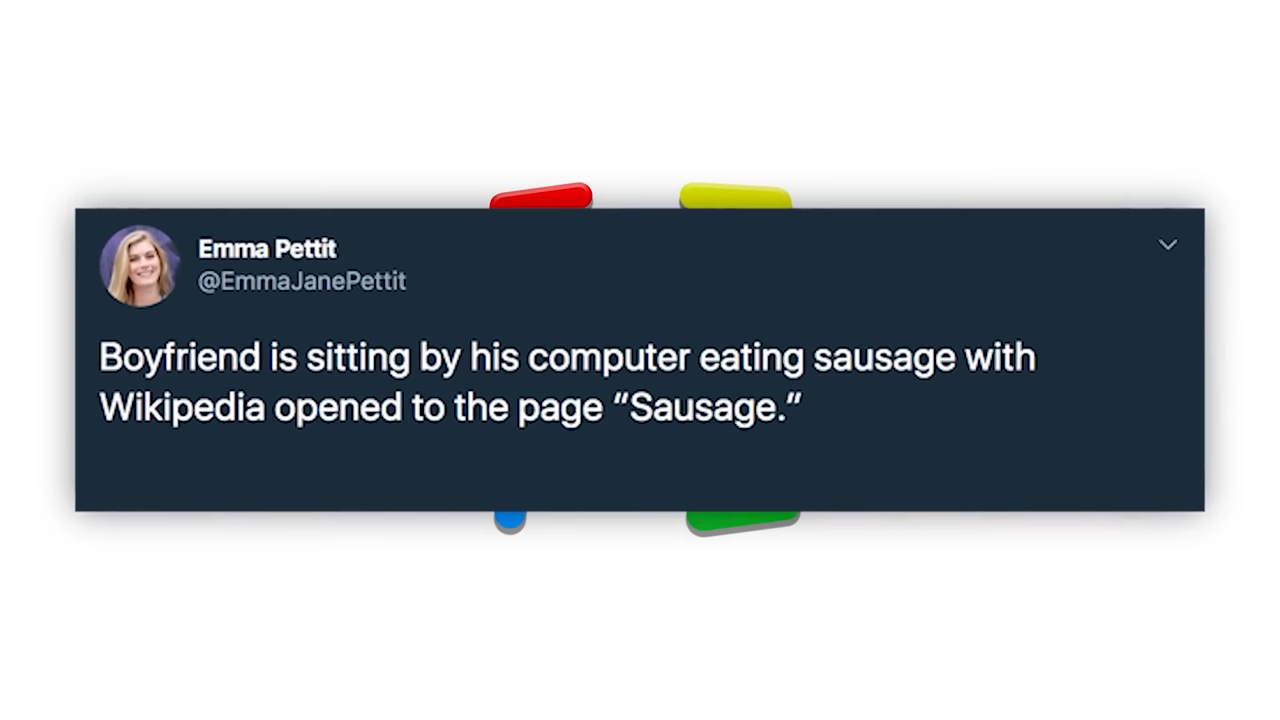 Emma Pettit
@EmmaJanePettit
Boyfriend is sitting by his computer eating sausage with
Wikipedia opened to the page “Sausage.”